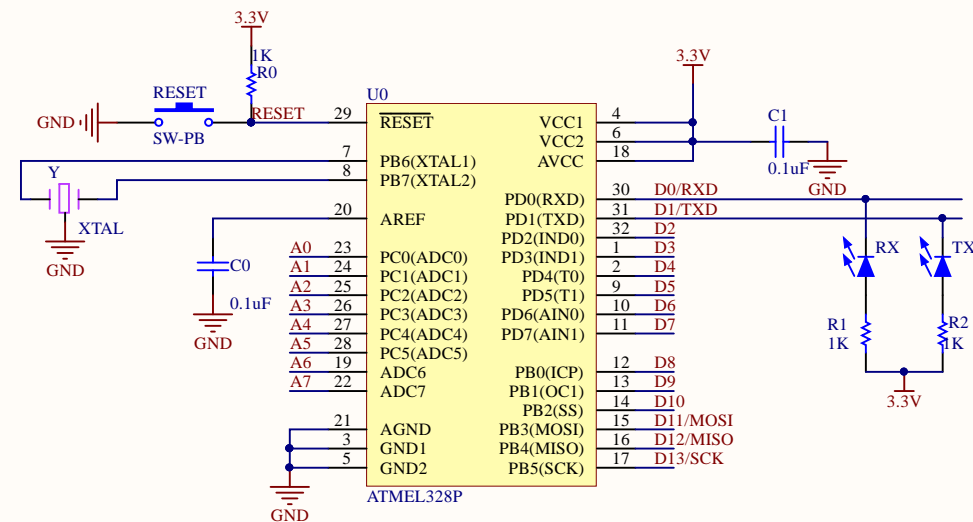 3.3V
1K
R0
RESET
RESET
GND
SW-PB
Y
XTAL
GND
C0
0.1uF
GND
U0
29 RESET
7 PB6(XTAL1)
8 PB7(XTAL2)
20 AREF
A0 23 PC0(ADC0)
A1 24 PC1(ADC1)
A2 25 PC2(ADC2)
A3 26 PC3(ADC3)
A4 27 PC4(ADC4)
A5 28 PC5(ADC5)
A6 19 ADC6
A7 22 ADC7
21 AGND
3 GND1
5 GND2
GND
ATMEL328P
VCC1 4
VCC2 6
AVCC 18
PD0(RXD) 30 D0/RXD
PD1(TXD) 31 D1/TXD
PD2(IND0) 32 D2
PD3(IND1) 1 D3
PD4(T0) 2 D4
PD5(T1) 9 D5
PD6(AIN0) 10 D6
PD7(AIN1) 11 D7
PB0(ICP) 12 D8
PB1(OC1) 13 D9
PB2(SS) 14 D10
PB3(MOSI) 15 D11/MOSI
PB4(MISO) 16 D12/MISO
PB5(SCK) 17 D13/SCK
3.3V
C1
0.1uF
GND
RX
TX
R1
1K
R2
1K
3.3V